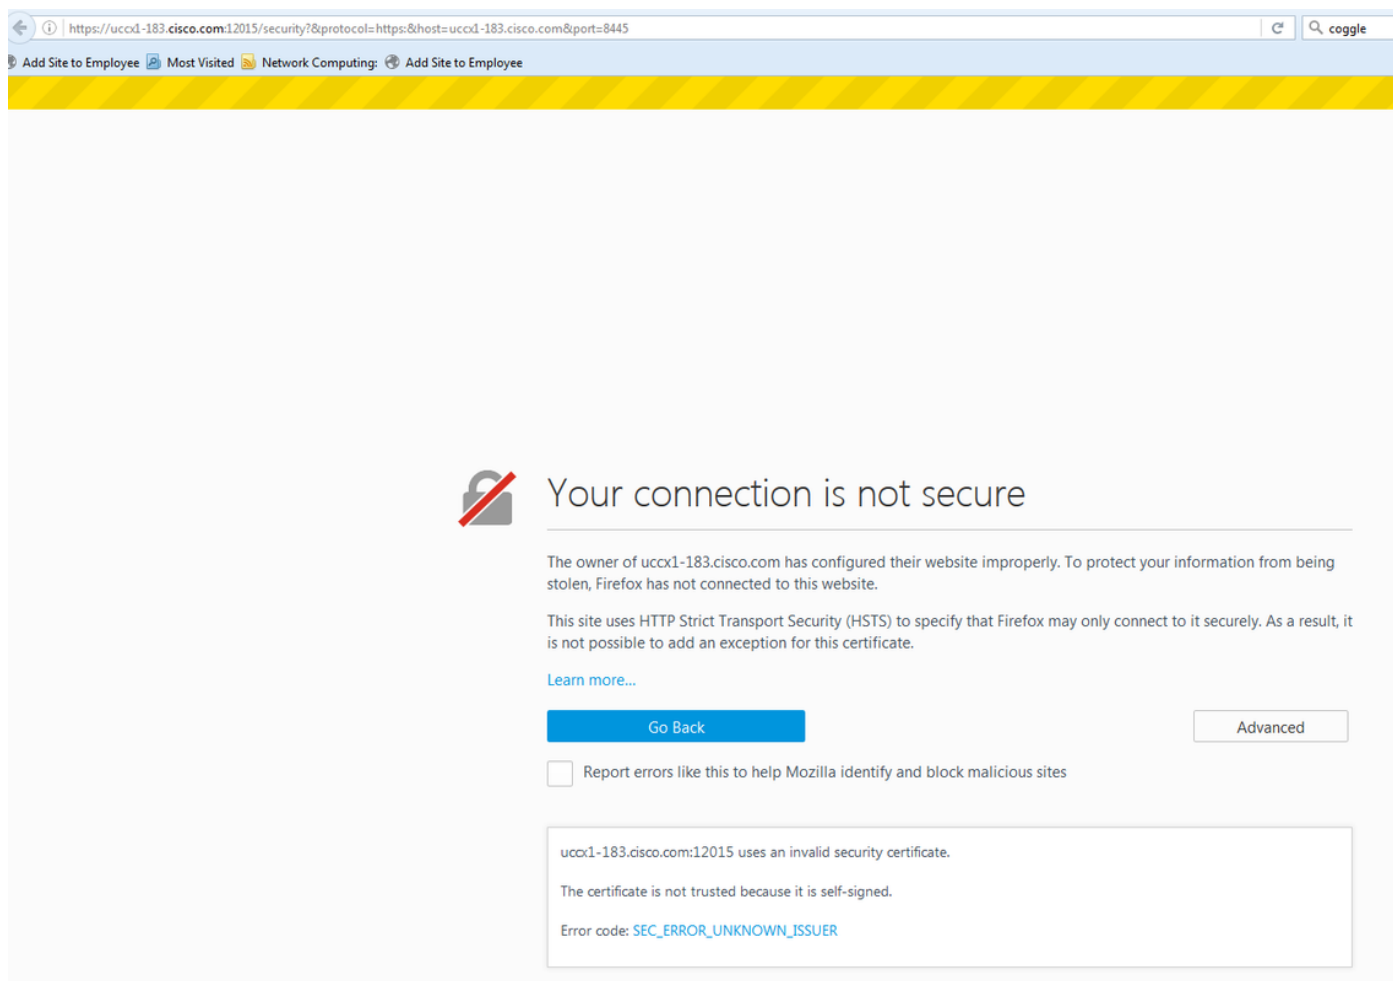 https://uccx1-183.cisco.com:12015/security?&protocol=https:&host=uccx1-183.cisco.com&port=8445
coggle
Add Site to Employee Most Visited Network Computing: Add Site to Employee
Your connection is not secure
The owner of uccx1-183.cisco.com has configured their website improperly. To protect your information from being
stolen, Firefox has not connected to this website.
This site uses HTTP Strict Transport Security (HSTS) to specify that Firefox may only connect to it securely. As a result, it
is not possible to add an exception for this certificate.
Learn more...
Go Back
Advanced
Report errors like this to help Mozilla identify and block malicious sites
uccx1-183.cisco.com:12015 uses an invalid security certificate.
The certificate is not trusted because it is self-signed.
Error code: SEC_ERROR_UNKNOWN_ISSUER